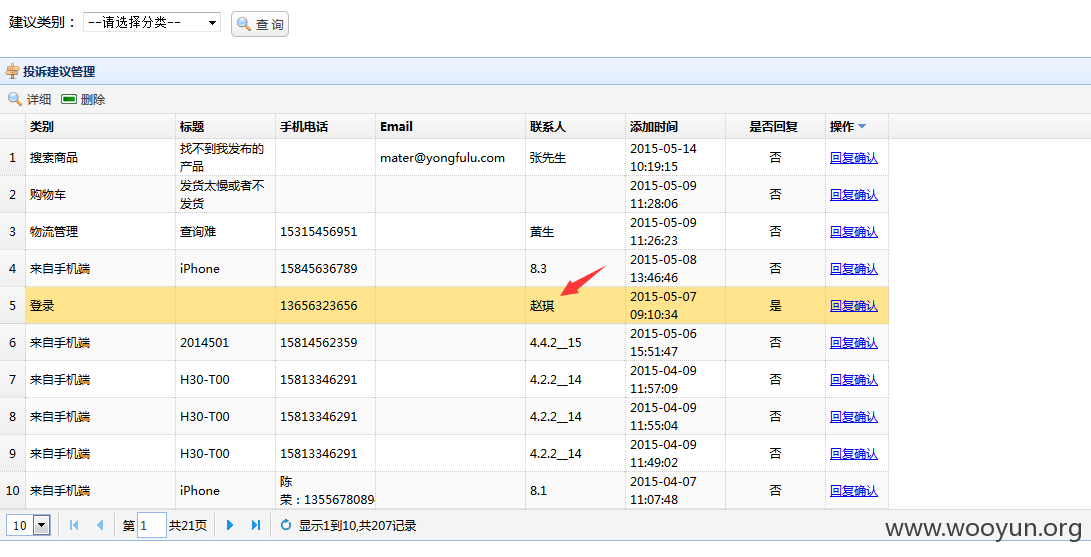 建议类别： --请选择分类-- 查 询
投诉建议管理
详细 删除
类别 标题 手机电话 Email 联系人 添加时间 是否回复 操作
1 搜索商品 找不到我发布的 mater@yongfulu.com 张先生 2015-05-14 否 回复确认
产品 10:19:15
2 购物车 发货太慢或者不 2015-05-09 否 回复确认
发货 11:28:06
3 物流管理 查询难 15315456951 黄生 2015-05-09 否 回复确认
11:26:23
4 来自手机端 iPhone 15845636789 8.3 2015-05-08 否 回复确认
13:46:46
5 登录 13656323656 赵琪 2015-05-07 是 回复确认
09:10:34
6 来自手机端 2014501 15814562359 4.4.2__15 2015-05-06 否 回复确认
15:51:47
7 来自手机端 H30-T00 15813346291 4.2.2__14 2015-04-09 否 回复确认
11:57:09
8 来自手机端 H30-T00 15813346291 4.2.2__14 2015-04-09 否 回复确认
11:55:04
9 来自手机端 H30-T00 15813346291 4.2.2__14 2015-04-09 否 回复确认
11:49:02
10 来自手机端 iPhone 陈 8.1 2015-04-07 否 回复确认
荣：1355678089 11:07:48
10 第 1 共21页 显示1到10,共207记录
www.wooyun.org